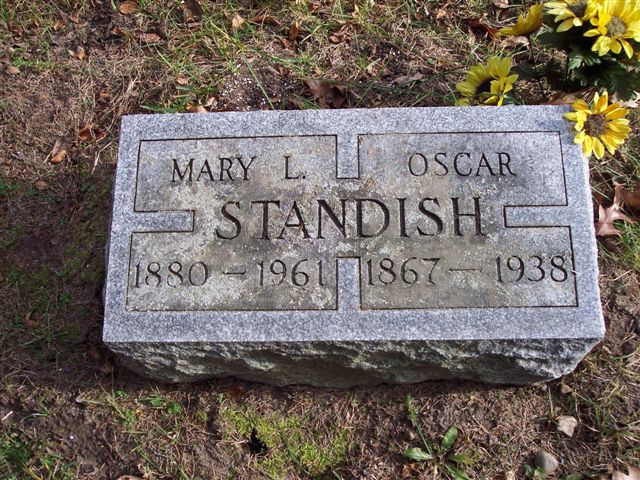 MARY L. OSCAR
STANDISH
1880 — 1961 1867 — 1938